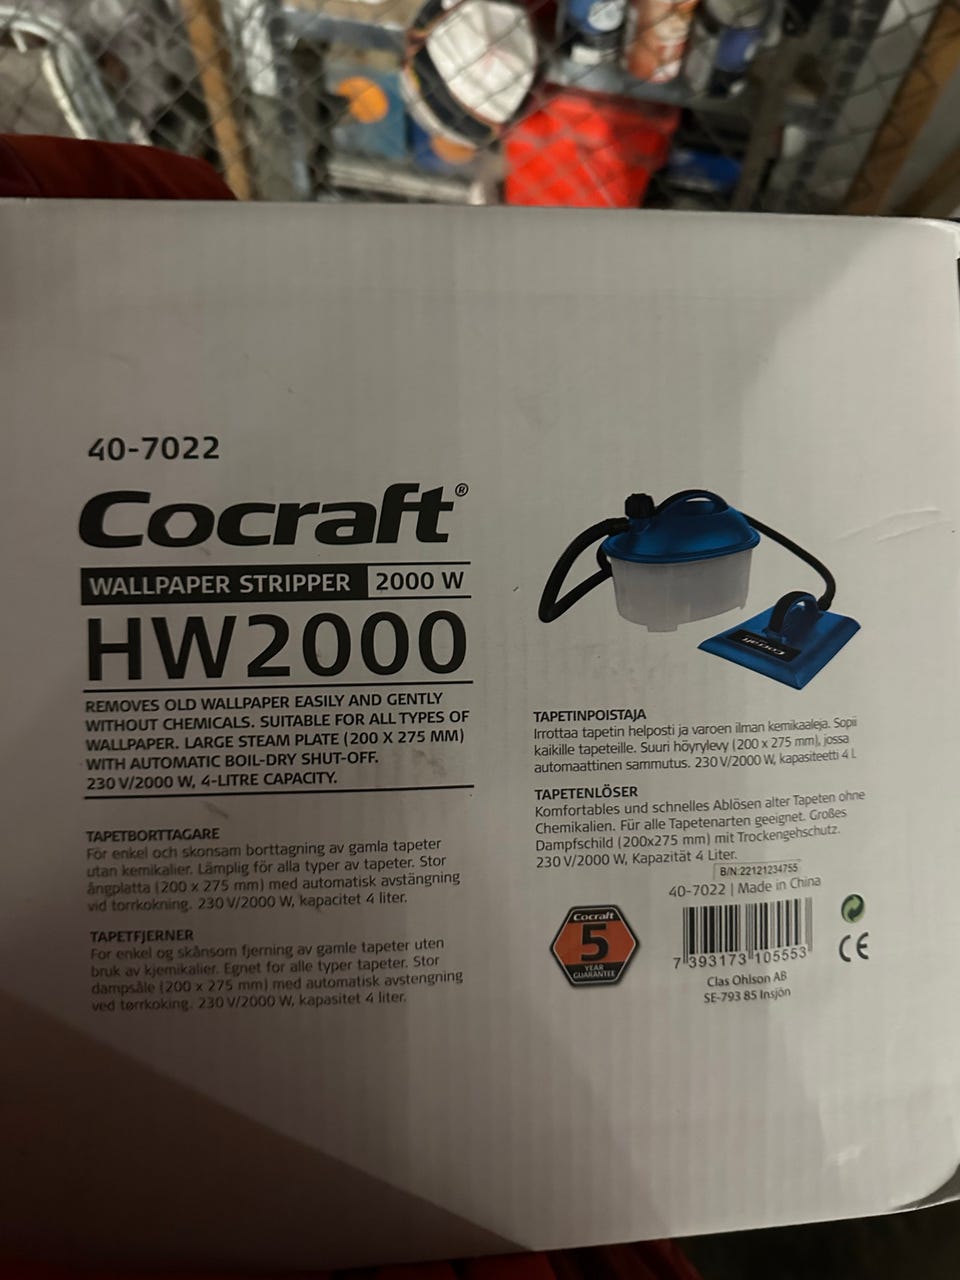 40-7022
Cocraft®
WALLPAPER STRIPPER 2000 W
HW2000
REMOVES OLD WALLPAPER EASILY AND GENTLY
WITHOUT CHEMICALS. SUITABLE FOR ALL TYPES OF
WALLPAPER. LARGE STEAM PLATE (200 X 275 MM)
WITH AUTOMATIC BOIL-DRY SHUT-OFF.
230 V/2000 W, 4-LITRE CAPACITY.
TAPETBORTTAGARE
För enkel och skonsam borttagning av gamla tapeter
utan kemikalier. Lämplig för alla typer av tapeter. Stor
ångplatta (200 x 275 mm) med automatisk avstängning
vid torrkokning. 230 V/2000 W, kapacitet 4 liter.
TAPETFJERNER
For enkel og skånsom fjerning av gamle tapeter uten
bruk av kjemikalier. Egnet for alle typer tapeter. Stor
dampsåle (200 x 275 mm) med automatisk avstengning
ved tørrkoking. 230 V/2000 W, kapasitet 4 liter.
Cocraft
TAPETINPOISTAJA
Irrottaa tapetin helposti ja varoen ilman kemikaaleja. Sopii
kaikille tapeteille. Suuri höyrylevy (200 x 275 mm), jossa
automaattinen sammutus. 230 V/2000 W, kapasiteetti 4 L
TAPETENLÖSER
Komfortables und schnelles Ablösen alter Tapeten ohne
Chemikalien. Für alle Tapetenarten geeignet. Großes
Dampfschild (200x275 mm) mit Trockengehschutz.
230 V/2000 W, Kapazität 4 Liter.
B/N:22121234755
40-7022 | Made in China
Cocraft
5
YEAR
GUARANTEE
7 393173 105553
CE
Clas Ohlson AB
SE-793 85 Insjön